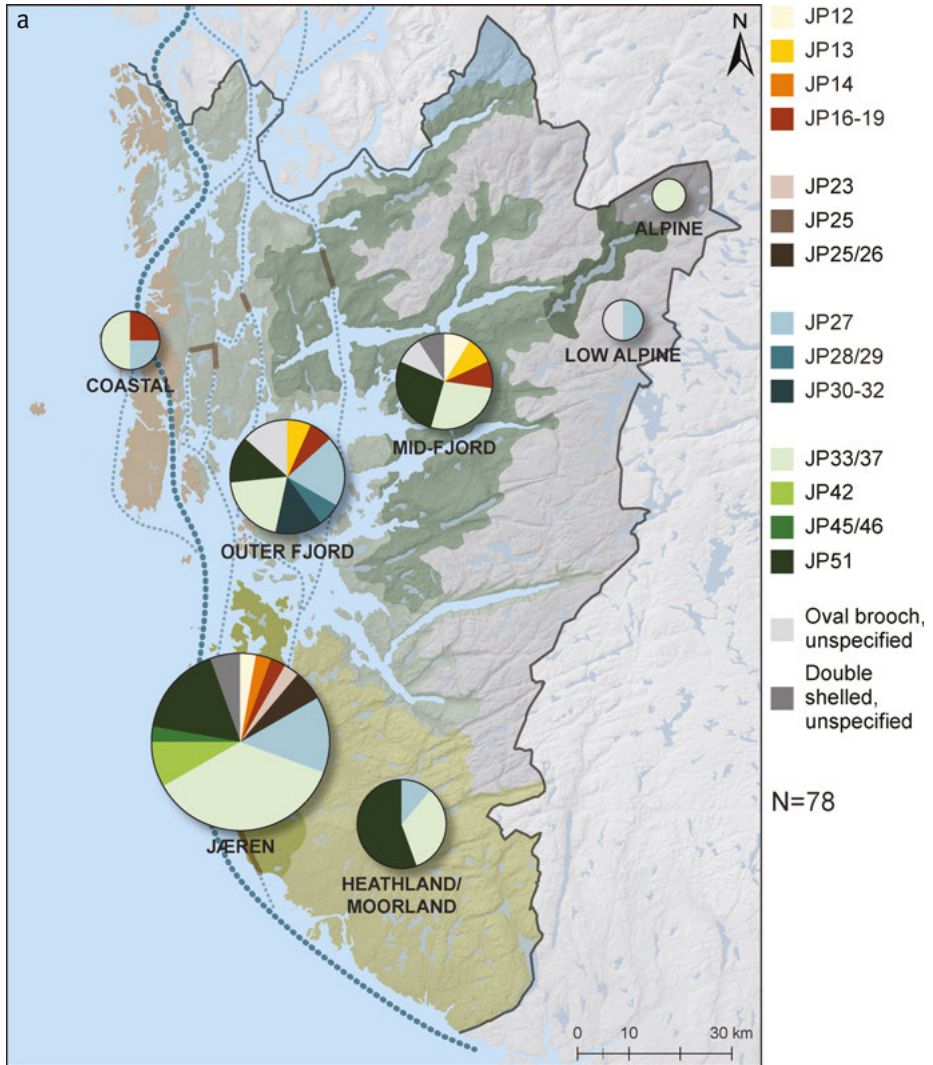 a
N
ALPINE
LOW ALPINE
COASTAL
MID-FJORD
OUTER FJORD
JÆREN
HEATHLAND/
MOORLAND
0 10 30 km
JP12
JP13
JP14
JP16-19
JP23
JP25
JP25/26
JP27
JP28/29
JP30-32
JP33/37
JP42
JP45/46
JP51
Oval brooch,
unspecified
Double
shelled,
unspecified
N=78